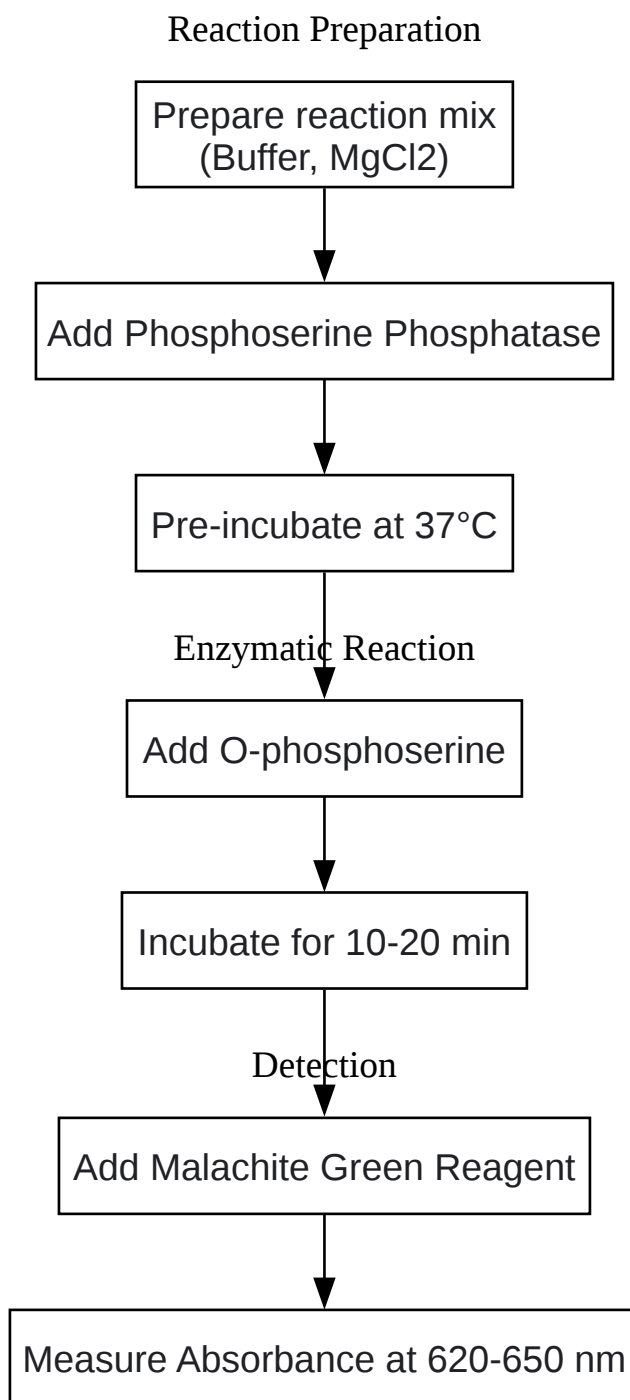 Reaction Preparation
Prepare reaction mix
(Buffer, MgCl2)
Add Phosphoserine Phosphatase
Pre-incubate at 37°C
Enzymatic Reaction
Add O-phosphoserine
Incubate for 10-20 min
Detection
Add Malachite Green Reagent
Measure Absorbance at 620-650 nm